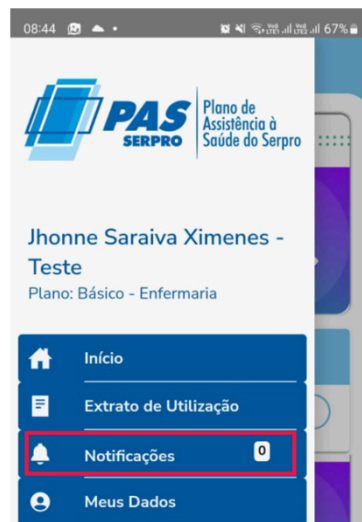 08:44 67%
PAS
SERPRO
Plano de
Assistência à
Saúde do Serpro
Jhonne Saraiva Ximenes -
Teste
Plano: Básico - Enfermaria
Início
Extrato de Utilização
Notificações 0
Meus Dados